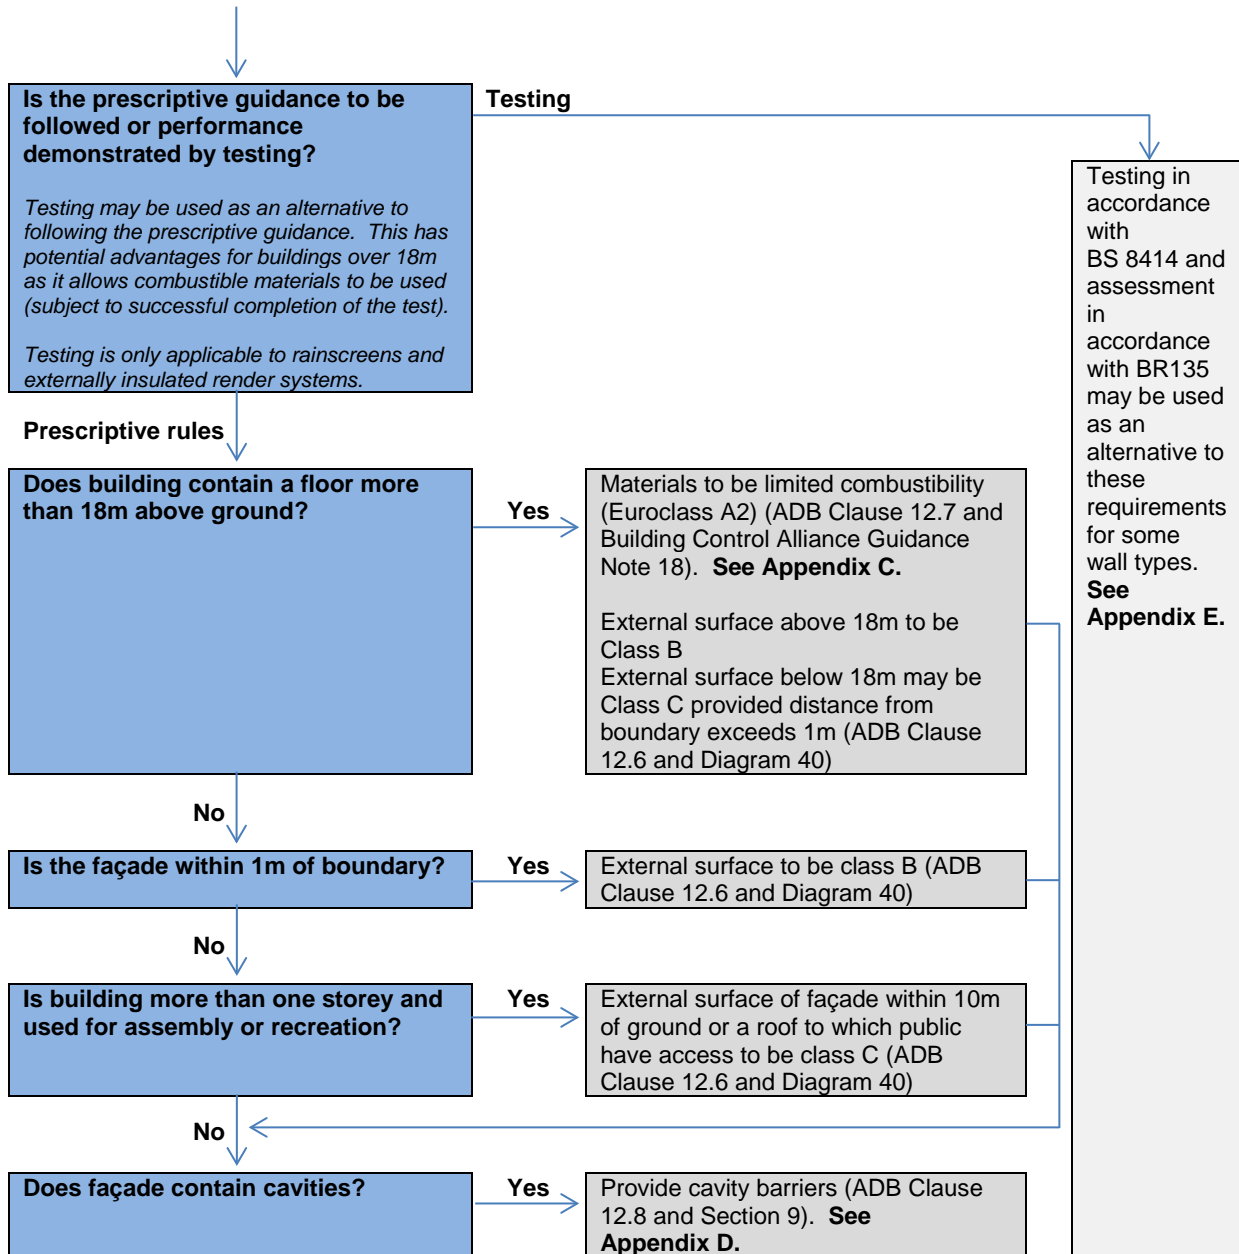 Is the prescriptive guidance to be
followed or performance
demonstrated by testing?
Testing may be used as an alternative to
following the prescriptive guidance.  This has
potential advantages for buildings over 18m
as it allows combustible materials to be used
(subject to successful completion of the test).
Testing is only applicable to rainscreens and
externally insulated render systems.
Testing
Testing in
accordance
with
BS 8414 and
assessment
in
accordance
with BR135
may be used
as an
alternative to
these
requirements
for some
wall types.
See
Appendix E.
Prescriptive rules
Does building contain a floor more
than 18m above ground?
Yes
Materials to be limited combustibility
(Euroclass A2) (ADB Clause 12.7 and
Building Control Alliance Guidance
Note 18).  See Appendix C.
External surface above 18m to be
Class B
External surface below 18m may be
Class C provided distance from
boundary exceeds 1m (ADB Clause
12.6 and Diagram 40)
No
Is the façade within 1m of boundary?
Yes
External surface to be class B (ADB
Clause 12.6 and Diagram 40)
No
Is building more than one storey and
used for assembly or recreation?
Yes
External surface of façade within 10m
of ground or a roof to which public
have access to be class C (ADB
Clause 12.6 and Diagram 40)
No
Does façade contain cavities?
Yes
Provide cavity barriers (ADB Clause
12.8 and Section 9).  See
Appendix D.